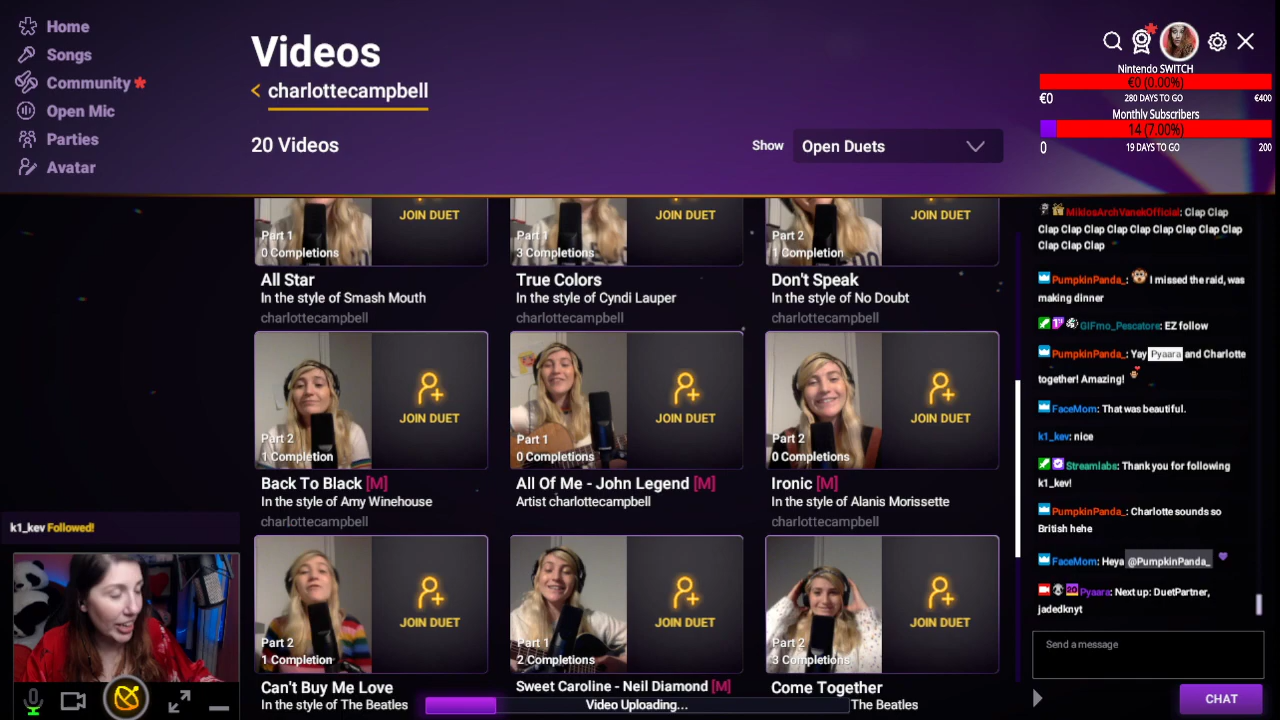 Home
Songs
Community *
Open Mic
Parties
Avatar
Videos
< charlottecampbell
20 Videos
Show
Open Duets
Nintendo SWITCH
€0 (0.00%)
€0
280 DAYS TO GO
€400
Monthly Subscribers
14 (7.00%)
0
19 DAYS TO GO
200
JOIN DUET
Part 1
0 Completions
All Star
In the style of Smash Mouth
charlottecampbell
JOIN DUET
Part 1
3 Completions
True Colors
In the style of Cyndi Lauper
charlottecampbell
JOIN DUET
Part 2
1 Completion
Don't Speak
In the style of No Doubt
charlottecampbell
JOIN DUET
Part 2
1 Completion
Back To Black [M]
In the style of Amy Winehouse
charlottecampbell
JOIN DUET
Part 1
0 Completions
All Of Me - John Legend [M]
Artist charlottecampbell
JOIN DUET
Part 2
0 Completions
Ironic [M]
In the style of Alanis Morissette
charlottecampbell
JOIN DUET
Part 2
1 Completion
Can't Buy Me Love
In the style of The Beatles
JOIN DUET
Part 1
2 Completions
Sweet Caroline - Neil Diamond [M]
JOIN DUET
Part 2
3 Completions
Come Together
The Beatles
Video Uploading...
k1_kev Followed!
MiklosArchVanekOfficial: Clap Clap
Clap Clap Clap Clap Clap Clap Clap Clap
Clap Clap Clap
PumpkinPanda_: I missed the raid, was
making dinner
GIFmo_Pescatore: EZ follow
PumpkinPanda_: Yay Pyaara and Charlotte
together! Amazing!
FaceMom: That was beautiful.
k1_kev: nice
Streamlabs: Thank you for following
k1_kev!
PumpkinPanda_: Charlotte sounds so
British hehe
FaceMom: Heya @PumpkinPanda_
Pyaara: Next up: DuetPartner,
jadedknyt
Send a message
CHAT